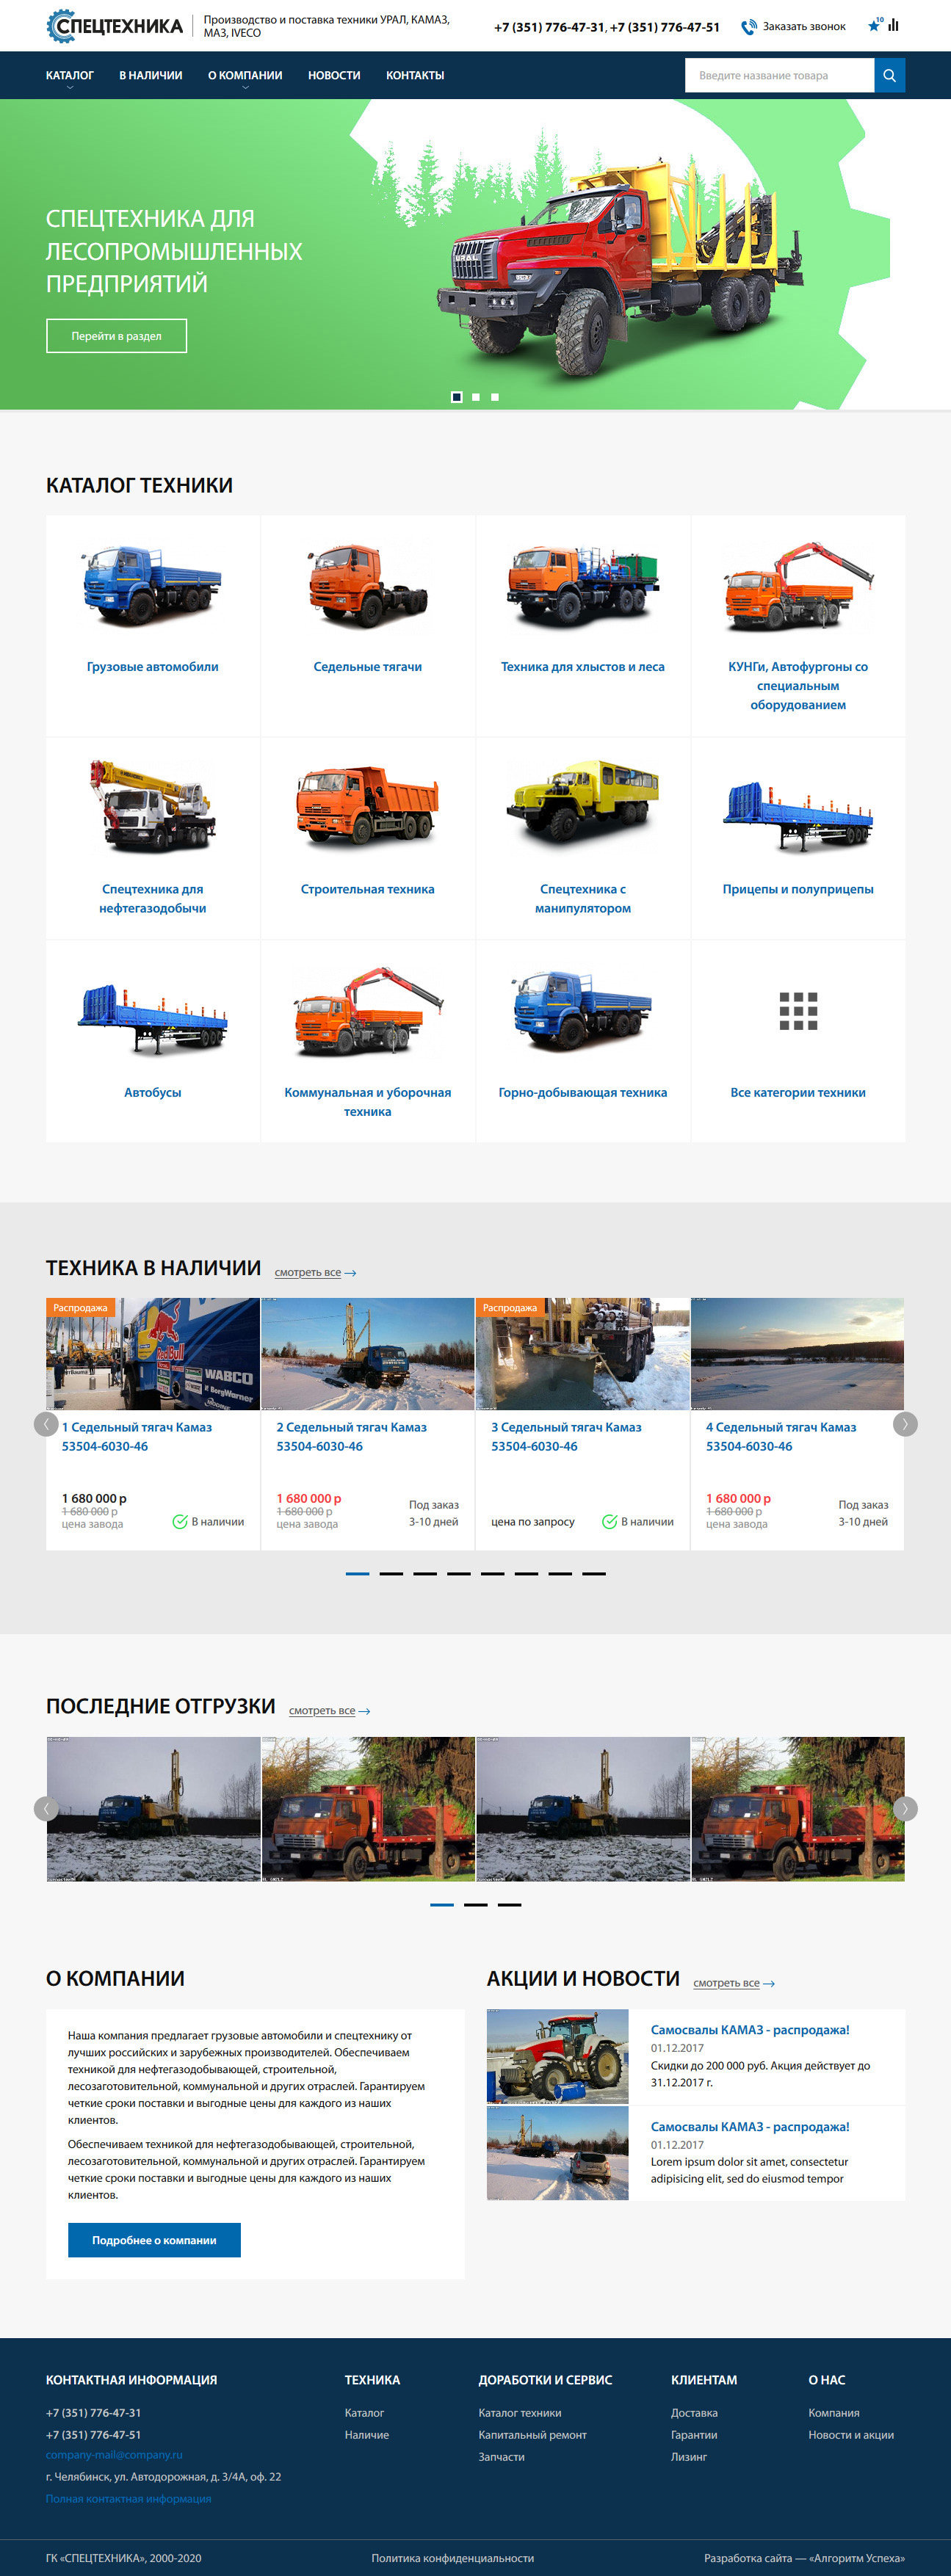 СПЕЦТЕХНИКА
Производство и поставка техники УРАЛ, КАМАЗ,
МАЗ, IVECO
+7 (351) 776-47-31, +7 (351) 776-47-51
Заказать звонок
10
КАТАЛОГ
В НАЛИЧИИ
О КОМПАНИИ
НОВОСТИ
КОНТАКТЫ
Введите название товара
СПЕЦТЕХНИКА ДЛЯ
ЛЕСОПРОМЫШЛЕННЫХ
ПРЕДПРИЯТИЙ
URAL
Перейти в раздел
КАТАЛОГ ТЕХНИКИ
Грузовые автомобили
Седельные тягачи
Техника для хлыстов и леса
КУНГи, Автофургоны со
специальным
оборудованием
Спецтехника для
нефтегазодобычи
Строительная техника
Спецтехника с
манипулятором
Прицепы и полуприцепы
Автобусы
Коммунальная и уборочная
техника
Горно-добывающая техника
Все категории техники
ТЕХНИКА В НАЛИЧИИ
смотреть все
Распродажа
Red Bull
WABCO
BorgWarner
Распродажа
1 Седельный тягач Камаз
53504-6030-46
1 680 000 р
1 680 000 р
цена завода
В наличии
2 Седельный тягач Камаз
53504-6030-46
1 680 000 р
1 680 000 р
цена завода
Под заказ
3-10 дней
3 Седельный тягач Камаз
53504-6030-46
цена по запросу
В наличии
4 Седельный тягач Камаз
53504-6030-46
1 680 000 р
1 680 000 р
цена завода
Под заказ
3-10 дней
ПОСЛЕДНИЕ ОТГРУЗКИ
смотреть все
О КОМПАНИИ
Наша компания предлагает грузовые автомобили и спецтехнику от
лучших российских и зарубежных производителей. Обеспечиваем
техникой для нефтегазодобывающей, строительной,
лесозаготовительной, коммунальной и других отраслей. Гарантируем
четкие сроки поставки и выгодные цены для каждого из наших
клиентов.
Обеспечиваем техникой для нефтегазодобывающей, строительной,
лесозаготовительной, коммунальной и других отраслей. Гарантируем
четкие сроки поставки и выгодные цены для каждого из наших
клиентов.
Подробнее о компании
АКЦИИ И НОВОСТИ
смотреть все
Самосвалы КАМАЗ - распродажа!
01.12.2017
Скидки до 200 000 руб. Акция действует до
31.12.2017 г.
Самосвалы КАМАЗ - распродажа!
01.12.2017
Lorem ipsum dolor sit amet, consectetur
adipisicing elit, sed do eiusmod tempor
КОНТАКТНАЯ ИНФОРМАЦИЯ
+7 (351) 776-47-31
+7 (351) 776-47-51
company-mail@company.ru
г. Челябинск, ул. Автодорожная, д. 3/4А, оф. 22
Полная контактная информация
ТЕХНИКА
Каталог
Наличие
ДОРАБОТКИ И СЕРВИС
Каталог техники
Капитальный ремонт
Запчасти
КЛИЕНТАМ
Доставка
Гарантии
Лизинг
О НАС
Компания
Новости и акции
ГК «СПЕЦТЕХНИКА», 2000-2020
Политика конфиденциальности
Разработка сайта — «Алгоритм Успеха»